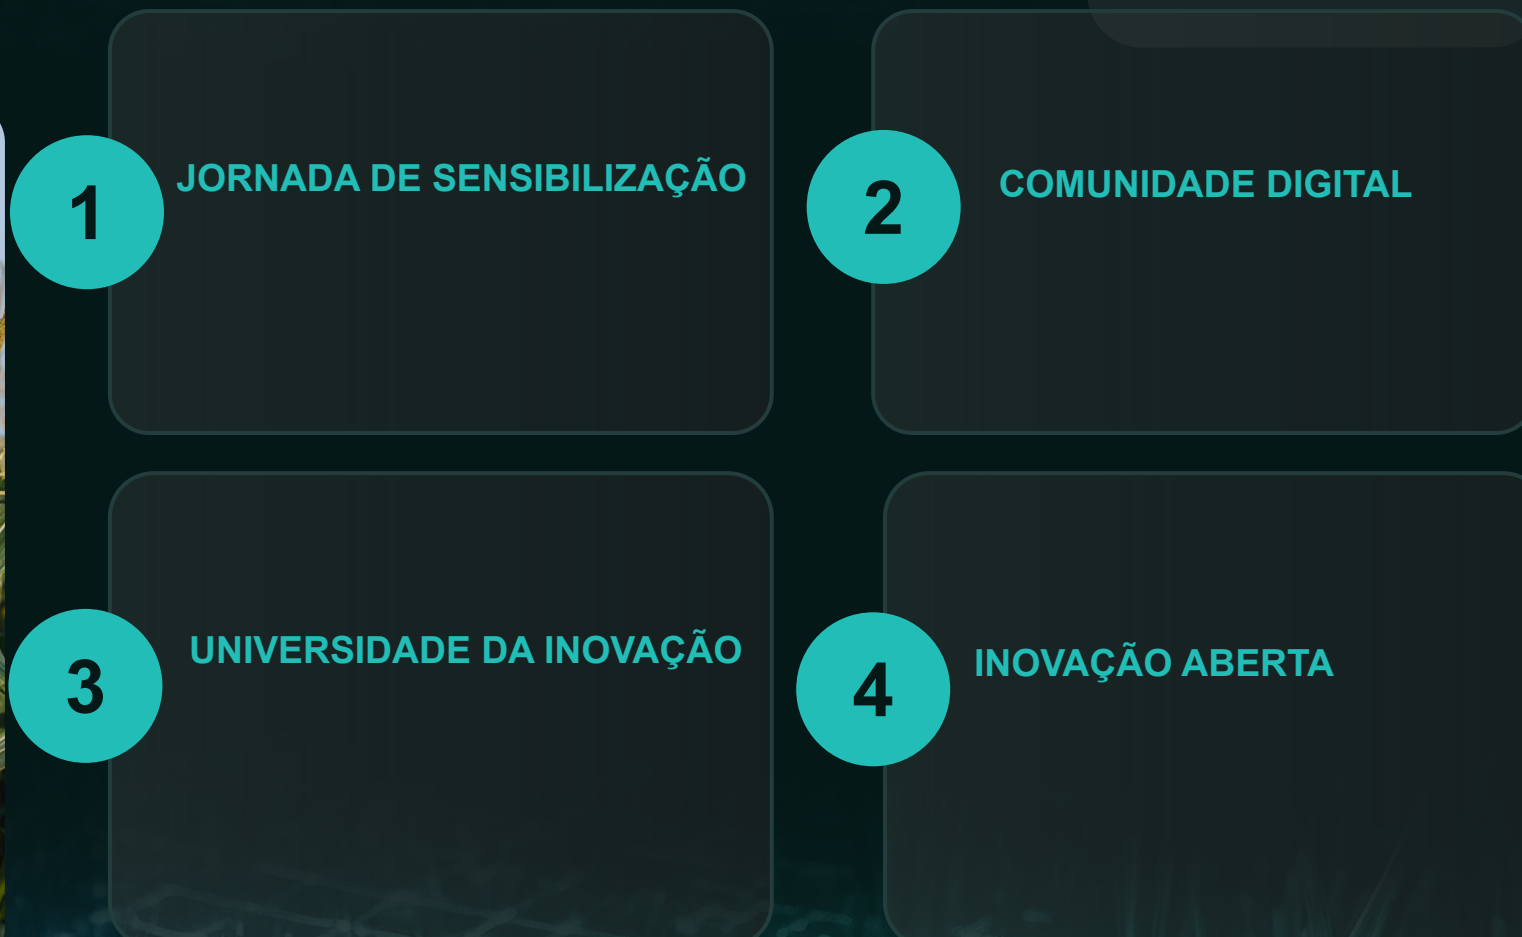 1
JORNADA DE SENSIBILIZAÇÃO
2
COMUNIDADE DIGITAL
3
UNIVERSIDADE DA INOVAÇÃO
4
INOVAÇÃO ABERTA